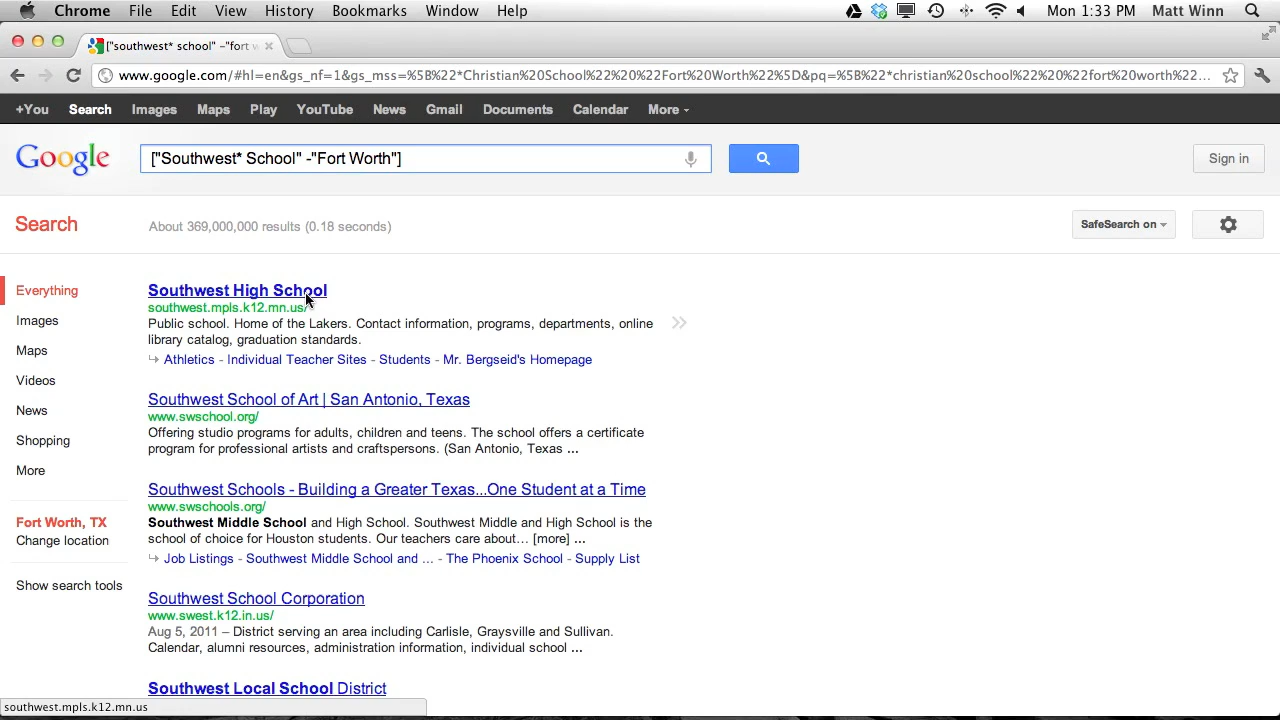 Chrome File Edit View History Bookmarks Window Help Mon 1:33 PM Matt Winn
["southwest* school" -"fort w
www.google.com/#hl=en&gs_nf=1&gs_mss=%5B%22*Christian%20School%22%20%22Fort%20Worth%22%5D&pq=%5B%22*christian%20school%22%20%22fort%20worth%22...
+You Search Images Maps Play YouTube News Gmail Documents Calendar More
Google ["Southwest* School" -"Fort Worth"] Sign in
Search About 369,000,000 results (0.18 seconds) SafeSearch on
Everything
Images
Maps
Videos
News
Shopping
More
Fort Worth, TX
Change location
Show search tools
Southwest High School
southwest.mpls.k12.mn.us/
Public school. Home of the Lakers. Contact information, programs, departments, online
library catalog, graduation standards.
Athletics - Individual Teacher Sites - Students - Mr. Bergseid's Homepage
Southwest School of Art | San Antonio, Texas
www.swschool.org/
Offering studio programs for adults, children and teens. The school offers a certificate
program for professional artists and craftspersons. (San Antonio, Texas ...
Southwest Schools - Building a Greater Texas...One Student at a Time
www.swschools.org/
Southwest Middle School and High School. Southwest Middle and High School is the
school of choice for Houston students. Our teachers care about... [more] ...
Job Listings - Southwest Middle School and ... - The Phoenix School - Supply List
Southwest School Corporation
www.swest.k12.in.us/
Aug 5, 2011 – District serving an area including Carlisle, Graysville and Sullivan.
Calendar, alumni resources, administration information, individual school ...
Southwest Local School District
southwest.mpls.k12.mn.us